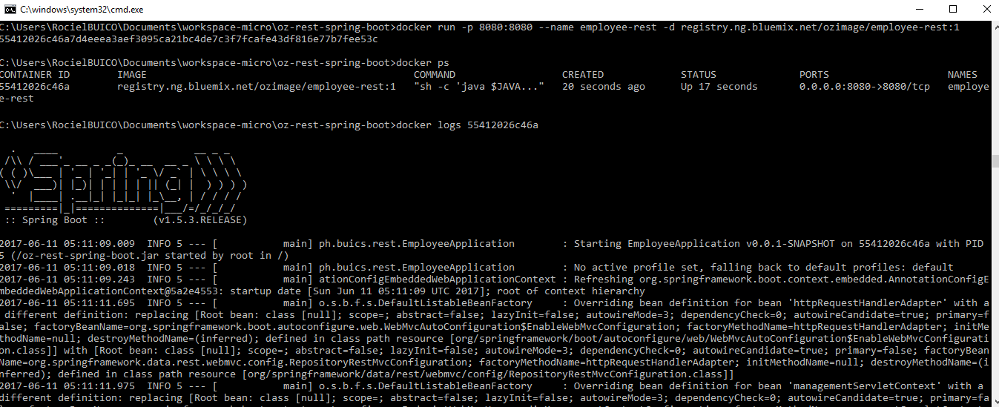 C:\windows\system32\cmd.exe
C:\Users\RocielBUICO\Documents\workspace-micro\oz-rest-spring-boot>docker run -p 8080:8080 --name employee-rest -d registry.ng.bluemix.net/ozimage/employee-rest:1
55412026c46a7d4eeea3aef3095ca21bc4de7c3f7fcafe43df816e77b7fee53c
C:\Users\RocielBUICO\Documents\workspace-micro\oz-rest-spring-boot>docker ps
CONTAINER ID        IMAGE                                             COMMAND                  CREATED             STATUS              PORTS                    NAMES
55412026c46a        registry.ng.bluemix.net/ozimage/employee-rest:1   "sh -c 'java $JAVA..."   20 seconds ago      Up 17 seconds       0.0.0.0:8080->8080/tcp   employe
e-rest
C:\Users\RocielBUICO\Documents\workspace-micro\oz-rest-spring-boot>docker logs 55412026c46a
  .   ____          _            __ _ _
 /\\ / ___'_ __ _ _(_)_ __  __ _ \ \ \ \
( ( )\___ | '_ | '_| | '_ \/ _` | \ \ \ \
 \\/  ___)| |_)| | | | | || (_| |  ) ) ) )
  '  |____| .__|_| |_|_| |_\__, | / / / /
 =========|_|==============|___/=/_/_/_/
 :: Spring Boot ::        (v1.5.3.RELEASE)
2017-06-11 05:11:09.009  INFO 5 --- [           main] ph.buics.rest.EmployeeApplication        : Starting EmployeeApplication v0.0.1-SNAPSHOT on 55412026c46a with PID
5 (/oz-rest-spring-boot.jar started by root in /)
2017-06-11 05:11:09.018  INFO 5 --- [           main] ph.buics.rest.EmployeeApplication        : No active profile set, falling back to default profiles: default
2017-06-11 05:11:09.243  INFO 5 --- [           main] ationConfigEmbeddedWebApplicationContext : Refreshing org.springframework.boot.context.embedded.AnnotationConfigE
mbeddedWebApplicationContext@5a2e4553: startup date [Sun Jun 11 05:11:09 UTC 2017]; root of context hierarchy
2017-06-11 05:11:11.695  INFO 5 --- [           main] o.s.b.f.s.DefaultListableBeanFactory     : Overriding bean definition for bean 'httpRequestHandlerAdapter' with a
 different definition: replacing [Root bean: class [null]; scope=; abstract=false; lazyInit=false; autowireMode=3; dependencyCheck=0; autowireCandidate=true; primary=f
alse; factoryBeanName=org.springframework.boot.autoconfigure.web.WebMvcAutoConfiguration$EnableWebMvcConfiguration; factoryMethodName=httpRequestHandlerAdapter; initMe
thodName=null; destroyMethodName=(inferred); defined in class path resource [org/springframework/boot/autoconfigure/web/WebMvcAutoConfiguration$EnableWebMvcConfigurati
on.class]] with [Root bean: class [null]; scope=; abstract=false; lazyInit=false; autowireMode=3; dependencyCheck=0; autowireCandidate=true; primary=false; factoryBean
Name=org.springframework.data.rest.webmvc.config.RepositoryRestMvcConfiguration; factoryMethodName=httpRequestHandlerAdapter; initMethodName=null; destroyMethodName=(i
nferred); defined in class path resource [org/springframework/data/rest/webmvc/config/RepositoryRestMvcConfiguration.class]]
2017-06-11 05:11:11.975  INFO 5 --- [           main] o.s.b.f.s.DefaultListableBeanFactory     : Overriding bean definition for bean 'managementServletContext' with a
different definition: replacing [Root bean: class [null]; scope=; abstract=false; lazyInit=false; autowireMode=3; dependencyCheck=0; autowireCandidate=true; primary=fa